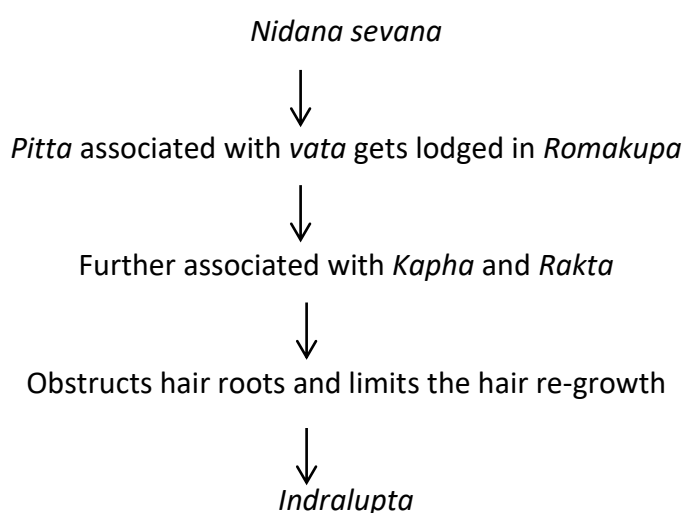 Nidana sevana
Pitta associated with vata gets lodged in Romakupa
Further associated with Kapha and Rakta
Obstructs hair roots and limits the hair re-growth
Indralupta